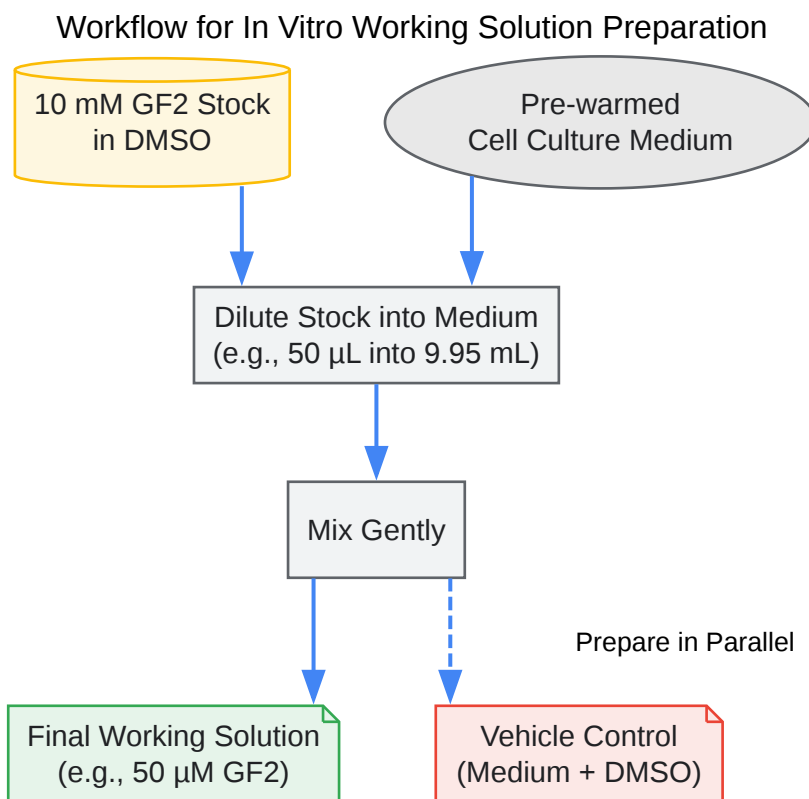 Workflow for In Vitro Working Solution Preparation
10 mM GF2 Stock
in DMSO
Pre-warmed
Cell Culture Medium
Dilute Stock into Medium
(e.g., 50 µL into 9.95 mL)
Mix Gently
Prepare in Parallel
Final Working Solution
(e.g., 50 µM GF2)
Vehicle Control
(Medium + DMSO)